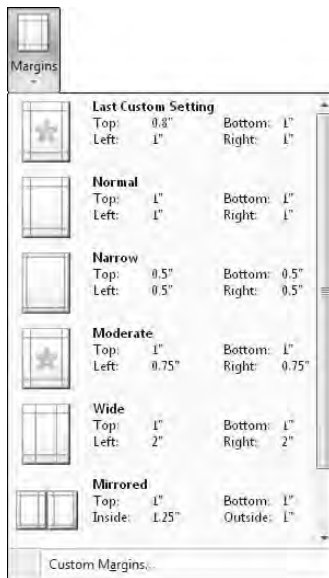 Margins
Last Custom Setting
Top: 0.8" Bottom: 1"
Left: 1" Right: 1"
Normal
Top: 1" Bottom: 1"
Left: 1" Right: 1"
Narrow
Top: 0.5" Bottom: 0.5"
Left: 0.5" Right: 0.5"
Moderate
Top: 1" Bottom: 1"
Left: 0.75" Right: 0.75"
Wide
Top: 1" Bottom: 1"
Left: 2" Right: 2"
Mirrored
Top: 1" Bottom: 1"
Inside: 1.25" Outside: 1"
Custom Margins...